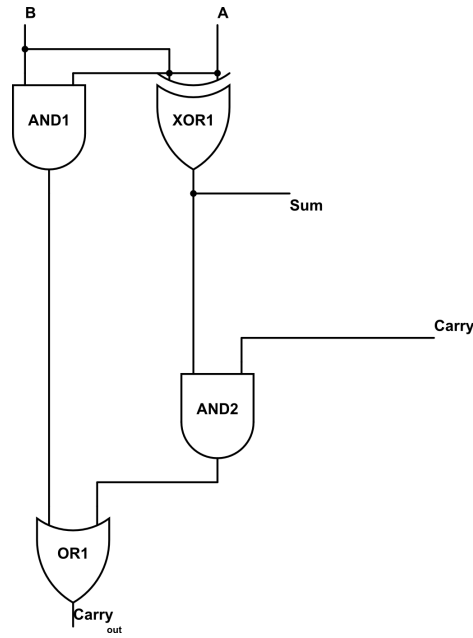 B A
AND1 XOR1
Sum
Carry
AND2
OR1
Carry
out